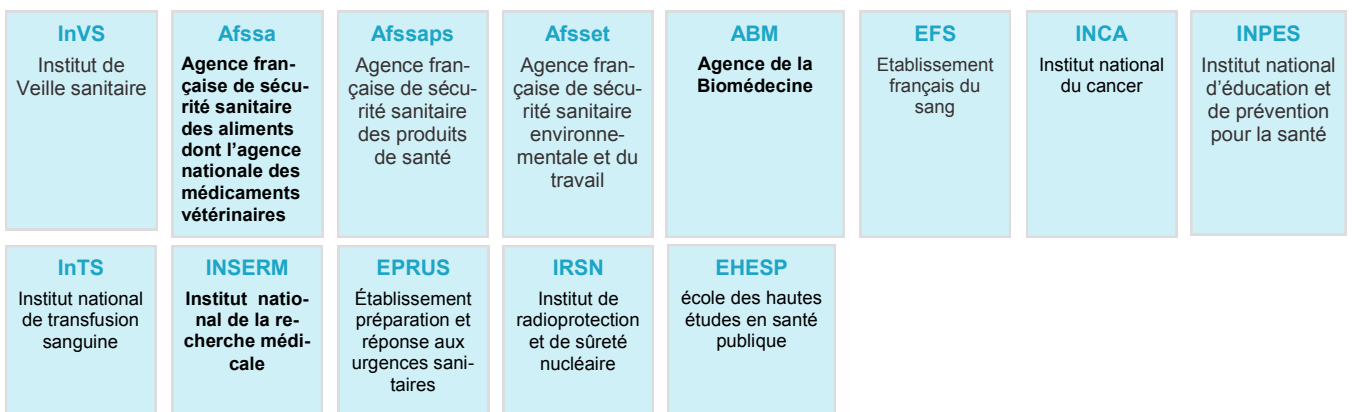 InVS
Institut de
Veille sanitaire
Afssa
Agence fran-
çaise de sécu-
rité sanitaire
des aliments
dont l'agence
nationale des
médicaments
vétérinaires
Afssaps
Agence fran-
çaise de sécu-
rité sanitaire
des produits
de santé
Afsset
Agence fran-
çaise de sécu-
rité sanitaire
environne-
mentale et du
travail
ABM
Agence de la
Biomédecine
EFS
Etablissement
français du
sang
INCA
Institut national
du cancer
INPES
Institut national
d'éducation et
de prévention
pour la santé
InTS
Institut national
de transfusion
sanguine
INSERM
Institut natio-
nal de la re-
cherche médi-
cale
EPRUS
Établissement
préparation et
réponse aux
urgences sani-
taires
IRSN
Institut de
radioprotection
et de sûreté
nucléaire
EHESP
école des hautes
études en santé
publique